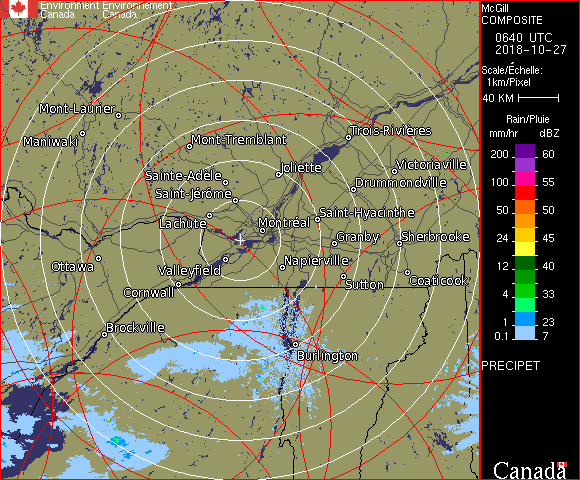 Environment Environnement
Canada Canada
McGill
COMPOSITE
0640 UTC
2018-10-27
Scale/Échelle:
1km/Pixel
40 KM
Rain/Pluie
mm/hr dBZ
200 60
155
100 55
50 50
24 45
12 40
4 33
1 23
0.1 7
PRECIPET
Canada
Mont-Laurier
Maniwaki
Mont-Tremblant
Trois-Rivières
Joliette
Victoriaville
Sainte-Adèle
Drummondville
Saint-Jérôme
Lachute
Montréal
Saint-Hyacinthe
Granby
Sherbrooke
Ottawa
Valleyfield
Napierville
Sutton
Coaticook
Cornwall
Brockville
Burlington